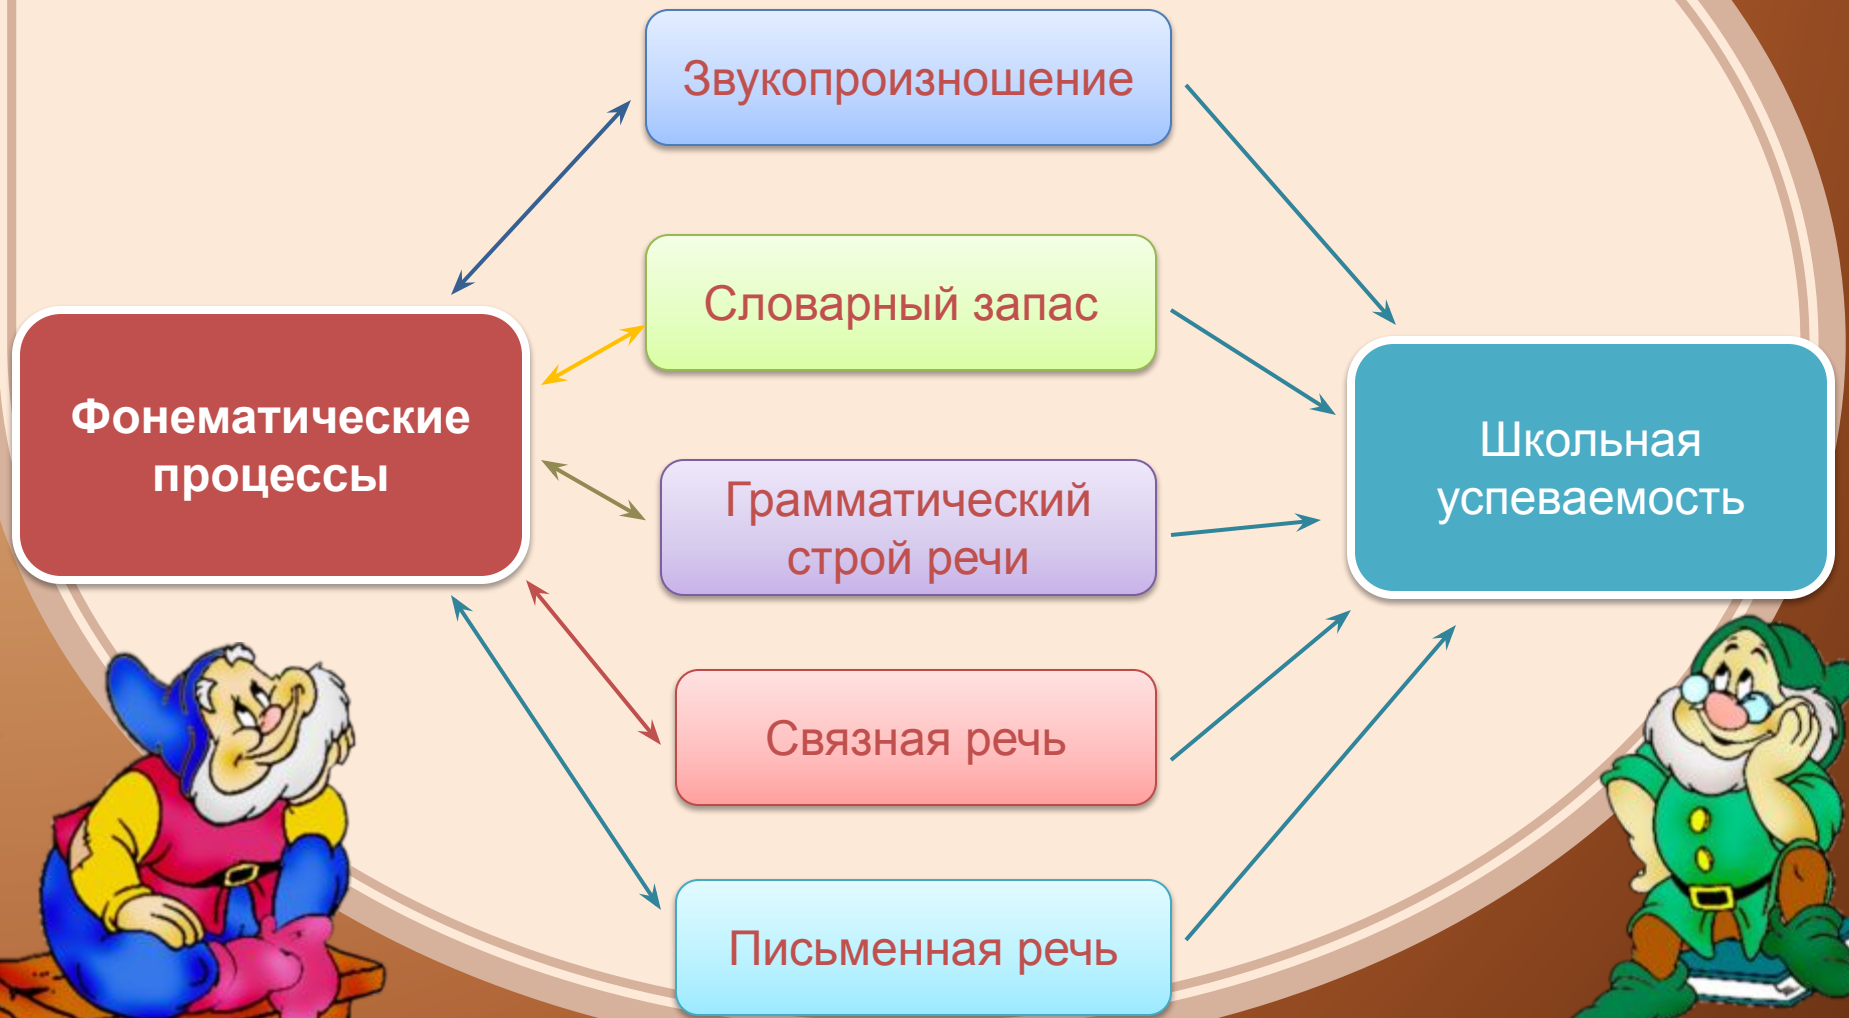 Звукопроизношение
Словарный запас
Фонематические
процессы
Грамматический
строй речи
Школьная
успеваемость
Связная речь
Письменная речь